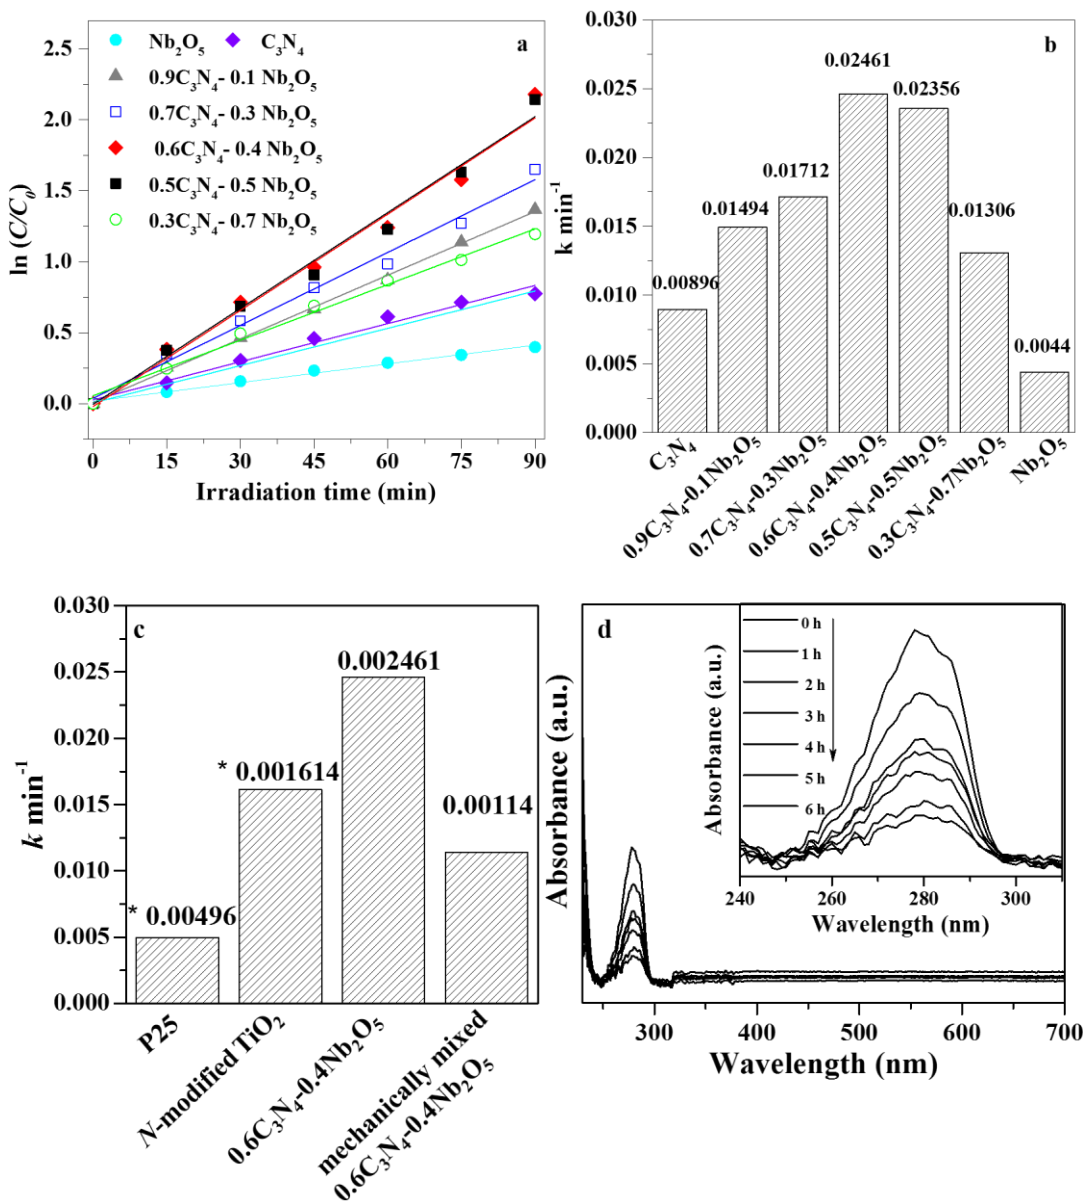 a
Nb₂O₅ C₃N₄
0.9C₃N₄- 0.1 Nb₂O₅
0.7C₃N₄- 0.3 Nb₂O₅
0.6C₃N₄- 0.4 Nb₂O₅
0.5C₃N₄- 0.5 Nb₂O₅
0.3C₃N₄- 0.7 Nb₂O₅
ln (C/C₀)
2.5
2.0
1.5
1.0
0.5
0.0
0 15 30 45 60 75 90
Irradiation time (min)
b
k min⁻¹
0.030
0.025
0.020
0.015
0.010
0.005
0.000
0.00896
0.01494
0.01712
0.02461
0.02356
0.01306
0.0044
C₃N₄
0.9C₃N₄-0.1Nb₂O₅
0.7C₃N₄-0.3Nb₂O₅
0.6C₃N₄-0.4Nb₂O₅
0.5C₃N₄-0.5Nb₂O₅
0.3C₃N₄-0.7Nb₂O₅
Nb₂O₅
c
k min⁻¹
0.030
0.025
0.020
0.015
0.010
0.005
0.000
* 0.00496
* 0.001614
0.002461
0.00114
P25
N-modified TiO₂
0.6C₃N₄-0.4Nb₂O₅
mechanically mixed
0.6C₃N₄-0.4Nb₂O₅
d
Absorbance (a.u.)
300 400 500 600 700
Wavelength (nm)
Absorbance (a.u.)
0 h
1 h
2 h
3 h
4 h
5 h
6 h
240 260 280 300
Wavelength (nm)